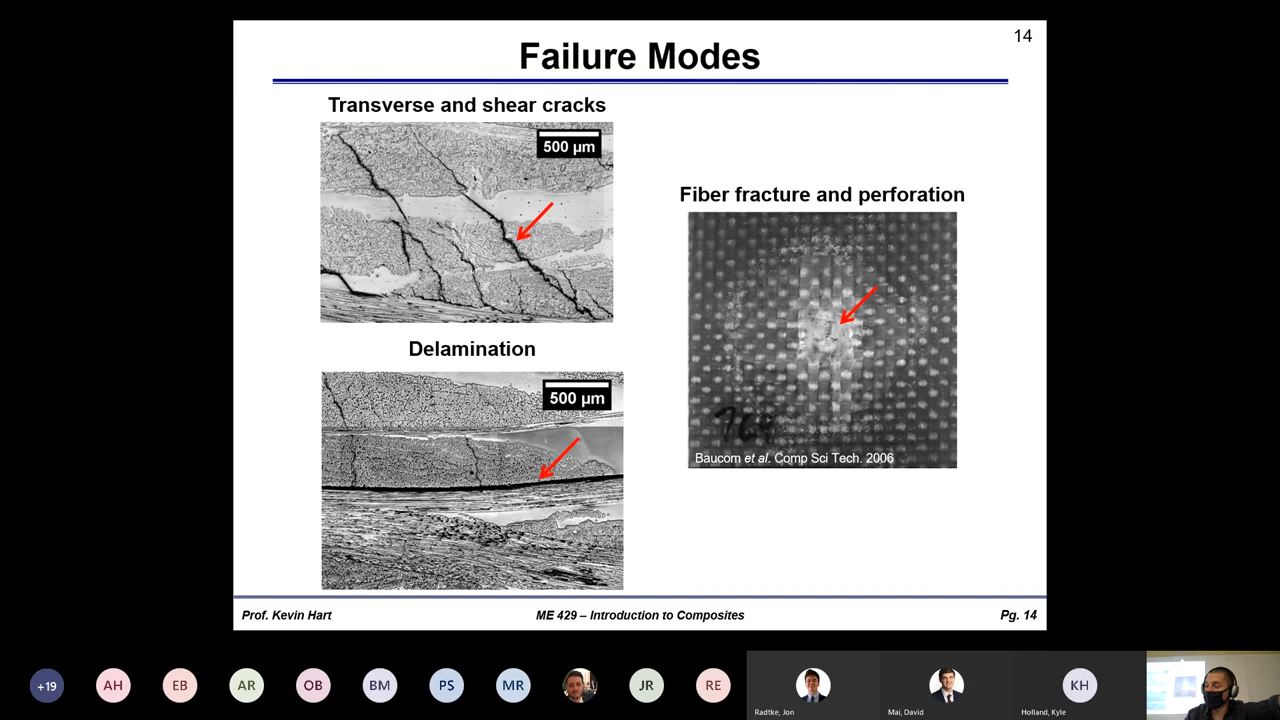 14
Failure Modes
Transverse and shear cracks
500 µm
Fiber fracture and perforation
Baucom et al. Comp Sci Tech. 2006
Delamination
500 µm
Prof. Kevin Hart
ME 429 – Introduction to Composites
Pg. 14
+19
AH
EB
AR
OB
BM
PS
MR
JR
RE
Radtke, Jon
Mai, David
KH
Holland, Kyle